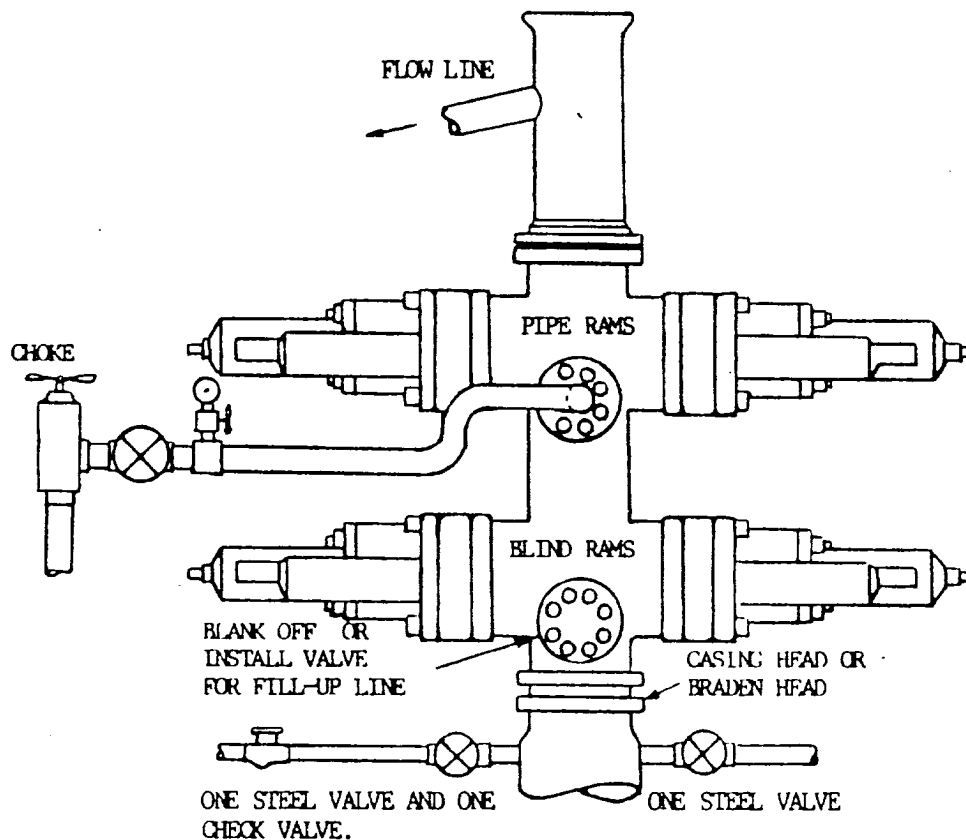 FLOW LINE
PIPE RAMS
CHOKE
BLIND RAMS
BLANK OFF OR
INSTALL VALVE
FOR FILL-UP LINE
CASING HEAD OR
BRADEN HEAD
ONE STEEL VALVE AND ONE
CHECK VALVE.
ONE STEEL VALVE